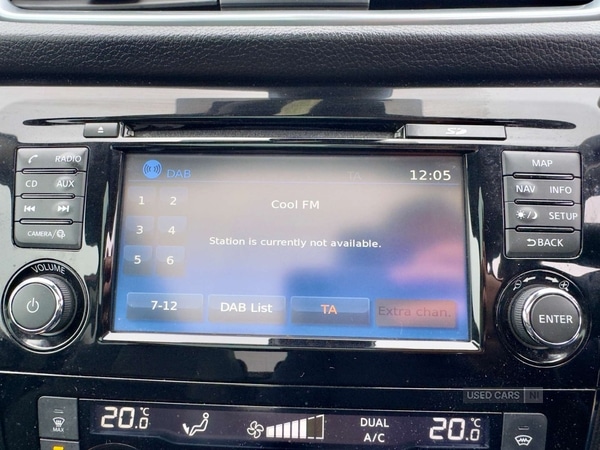 SD
RADIO
CD AUX
CAMERA/
VOLUME
DAB
TA
12:05
1 2
Cool FM
3 4
Station is currently not available.
5 6
7-12
DAB List
TA
Extra chan.
MAP
NAV INFO
SETUP
BACK
ENTER
USED CARS NI
MAX
20.0°C
DUAL
A/C
20.0°C